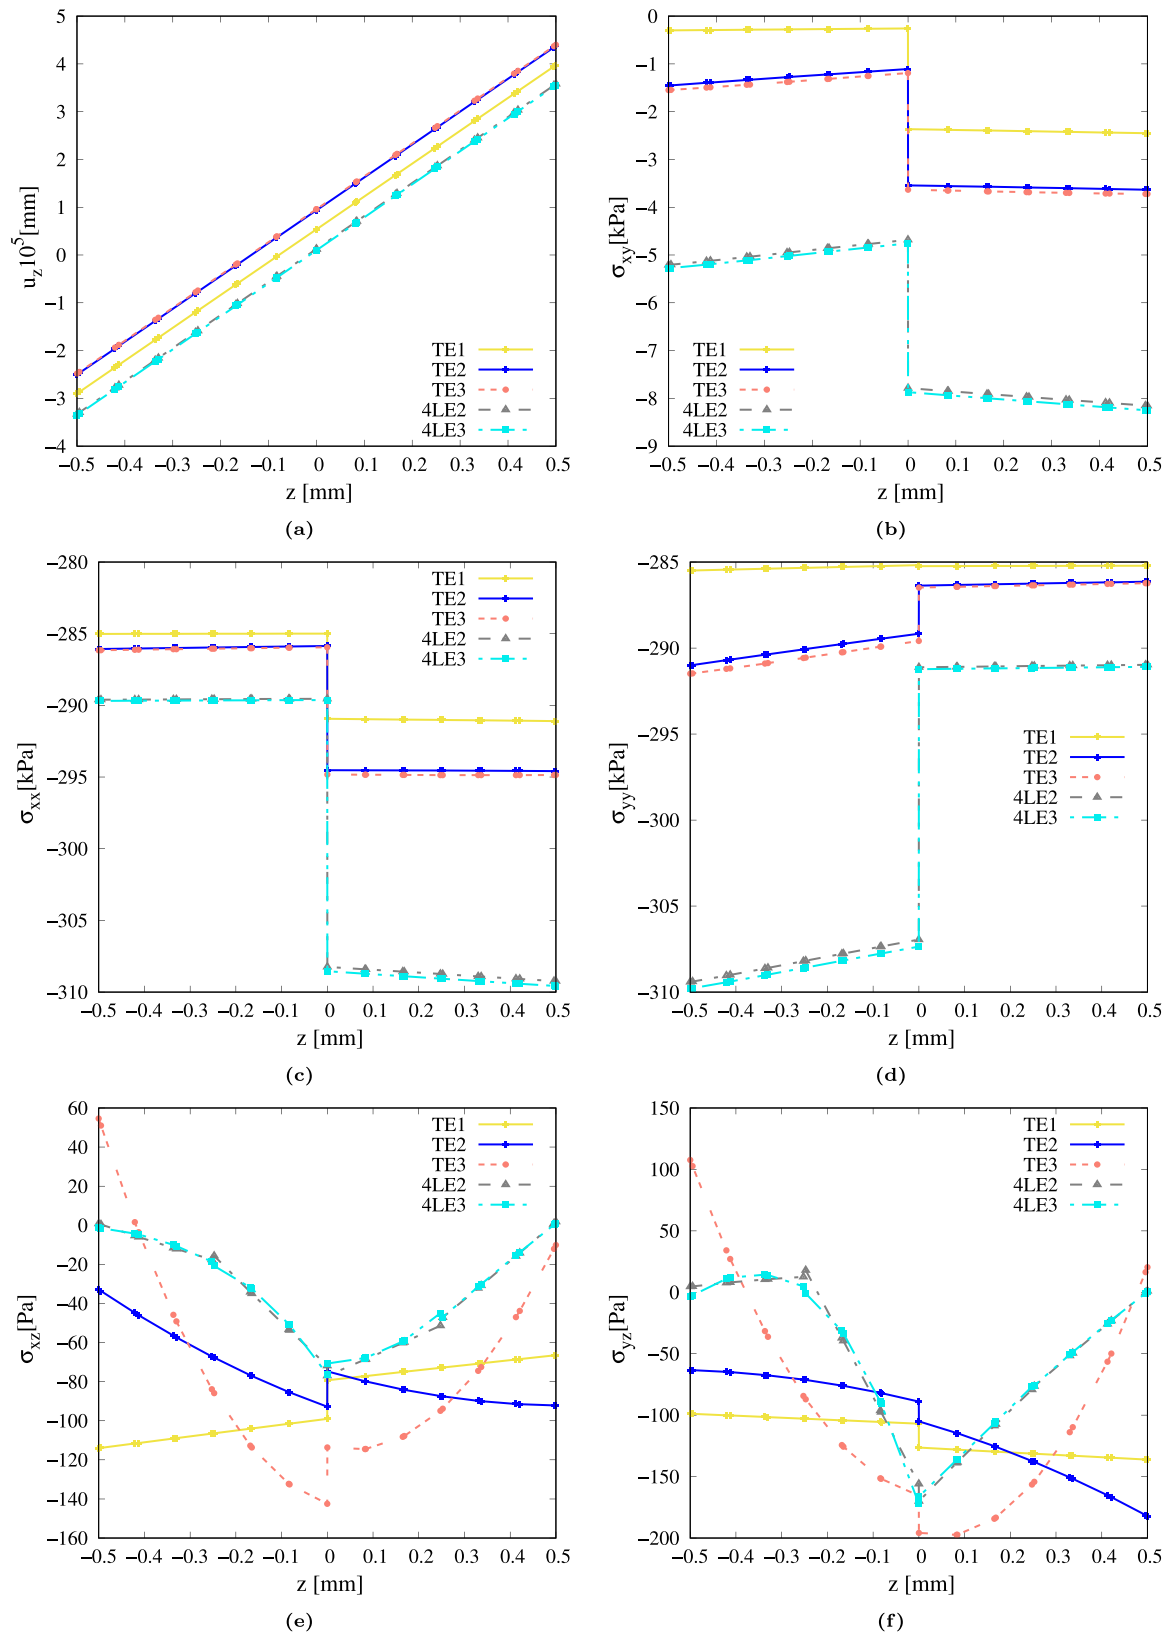 5
4
3
2
1
0
−1
−2
−3
−4
u_z10^5[mm]
TE1
TE2
TE3
4LE2
4LE3
−0.5 −0.4 −0.3 −0.2 −0.1 0 0.1 0.2 0.3 0.4 0.5
z [mm]
(a)
0
−1
−2
−3
−4
−5
−6
−7
−8
−9
σ_xy[kPa]
TE1
TE2
TE3
4LE2
4LE3
−0.5 −0.4 −0.3 −0.2 −0.1 0 0.1 0.2 0.3 0.4 0.5
z [mm]
(b)
−280
−285
−290
−295
−300
−305
−310
σ_xx[kPa]
TE1
TE2
TE3
4LE2
4LE3
−0.5 −0.4 −0.3 −0.2 −0.1 0 0.1 0.2 0.3 0.4 0.5
z [mm]
(c)
−285
−290
−295
−300
−305
−310
σ_yy[kPa]
TE1
TE2
TE3
4LE2
4LE3
−0.5 −0.4 −0.3 −0.2 −0.1 0 0.1 0.2 0.3 0.4 0.5
z [mm]
(d)
60
40
20
0
−20
−40
−60
−80
−100
−120
−140
−160
σ_xz[Pa]
TE1
TE2
TE3
4LE2
4LE3
−0.5 −0.4 −0.3 −0.2 −0.1 0 0.1 0.2 0.3 0.4 0.5
z [mm]
(e)
150
100
50
0
−50
−100
−150
−200
σ_yz[Pa]
TE1
TE2
TE3
4LE2
4LE3
−0.5 −0.4 −0.3 −0.2 −0.1 0 0.1 0.2 0.3 0.4 0.5
z [mm]
(f)